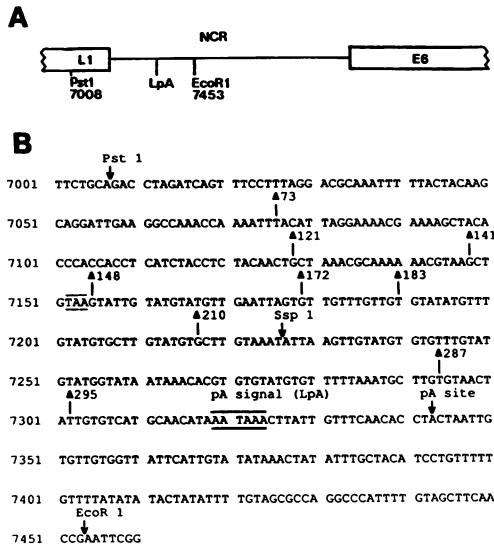 A
NCR
L1
E6
Pst1
7008
LpA
EcoR1
7453
B
Pst 1
7001 TTCTGCAGAC CTAGATCAGT TTCCTTTAGG ACGCAAATTT TTACTACAAG
73
7051 CAGGATTGAA GGCCAAACCA AAATTTACAT TAGGAAAACG AAAAGCTACA
121 141
7101 CCCACCACCT CATCTACCTC TACAACTGCT AAACGCAAAA AACGTAAGCT
148 172 183
7151 GTAAGTATTG TATGTATGTT GAATTAGTGT TGTTTGTTGT GTATATGTTT
210 Ssp 1
7201 GTATGTGCTT GTATGTGCTT GTAAATATTA AGTTGTATGT GTGTTTGTAT
287
7251 GTATGGTATA ATAAACACGT GTGTATGTGT TTTTAAATGC TTGTGTAACT
295 pA signal (LpA) pA site
7301 ATTGTGTCAT GCAACATAAA TAAACTTATT GTTTCAACAC CTACTAATTG
7351 TGTTGTGGTT ATTCATTGTA TATAAACTAT ATTTGCTACA TCCTGTTTTT
7401 GTTTTATATA TACTATATTT TGTAGCGCCA GGCCCATTTT GTAGCTTCAA
EcoR 1
7451 CCGAATTCGG